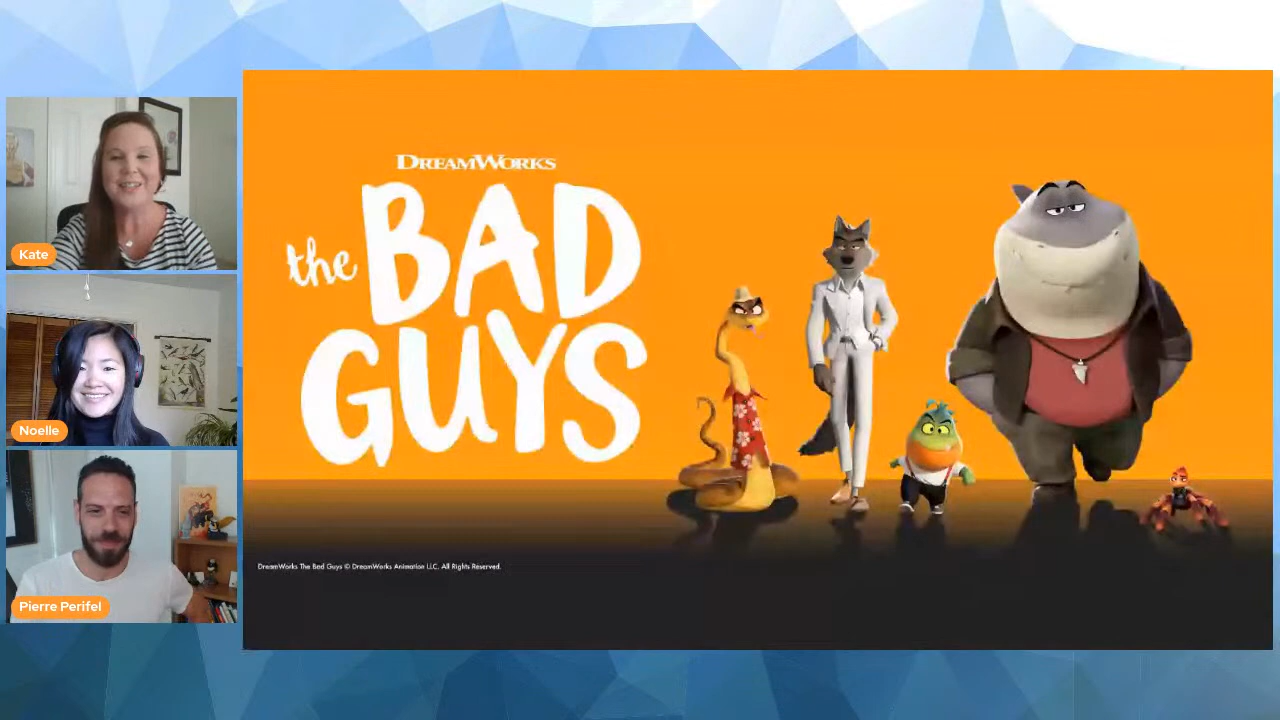 Kate
Noelle
Pierre Perifel
DREAMWORKS
the BAD
GUYS
DreamWorks The Bad Guys © DreamWorks Animation LLC. All Rights Reserved.